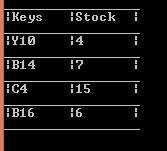 ¦Keys ¦Stock ¦
¦Y10 ¦4 ¦
¦B14 ¦7 ¦
¦C4 ¦15 ¦
¦B16 ¦6 ¦